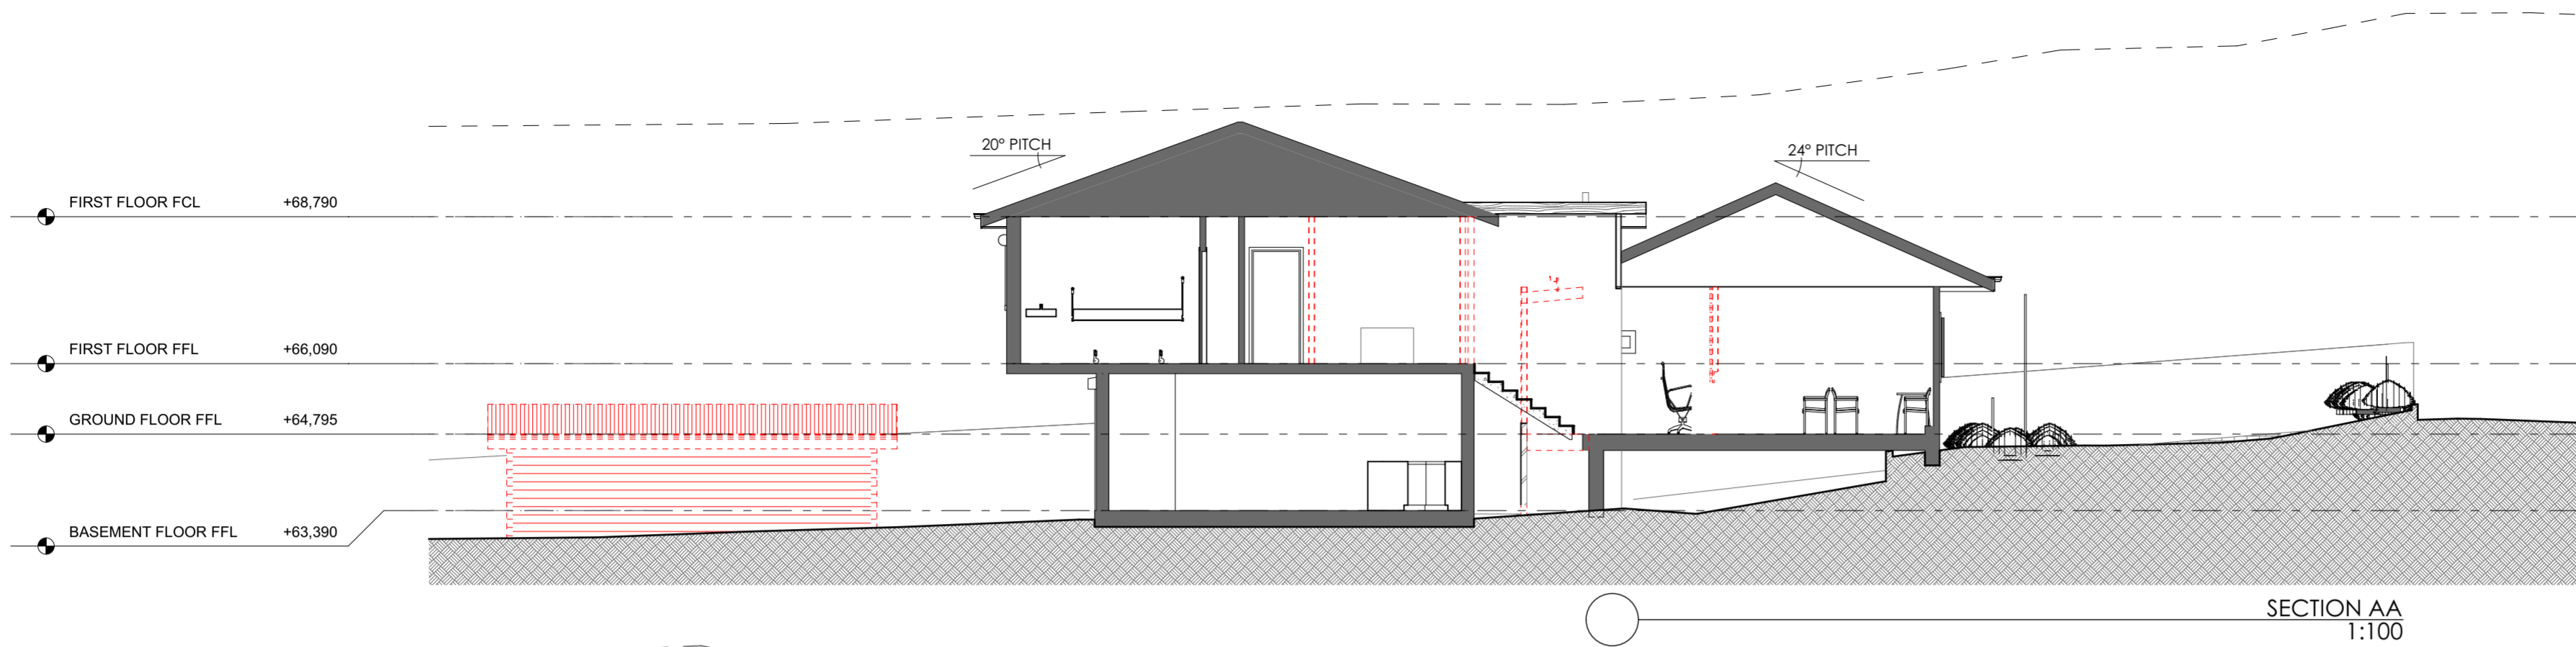 20° PITCH
24° PITCH
FIRST FLOOR FCL +68,790
FIRST FLOOR FFL +66,090
GROUND FLOOR FFL +64,795
BASEMENT FLOOR FFL +63,390
SECTION AA
1:100